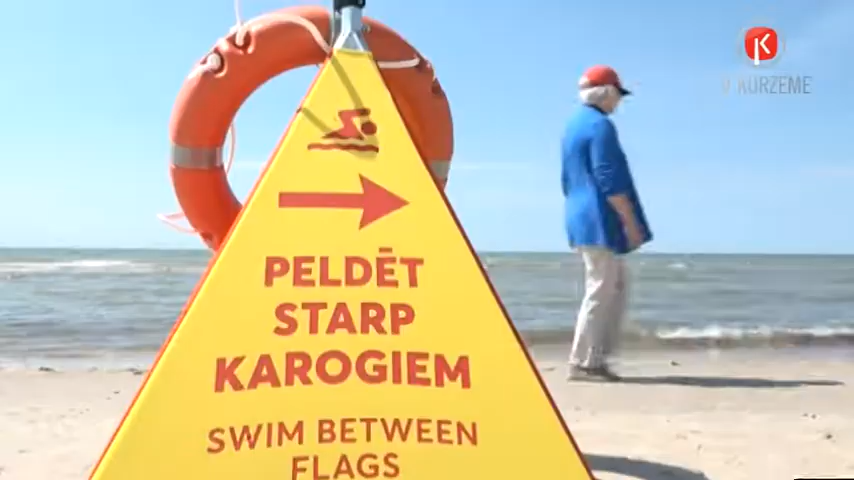 K
KURZEME
PELDĒT
STARP
KAROGIEM
SWIM BETWEEN
FLAGS